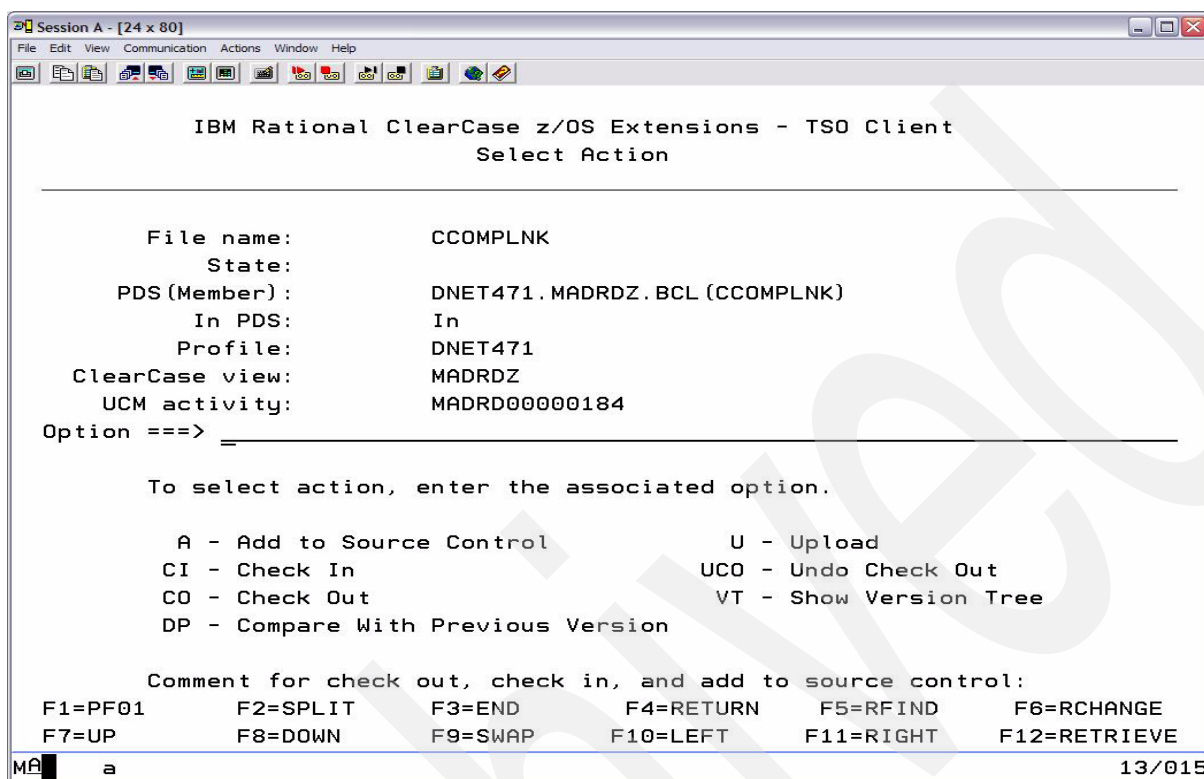 Session A - [24 x 80]
File Edit View Communication Actions Window Help
IBM Rational ClearCase z/OS Extensions - TSO Client
Select Action
File name: CCOMPLNK
State:
PDS(Member): DNET471.MADRDZ.BCL(CCOMPLNK)
In PDS: In
Profile: DNET471
ClearCase view: MADRDZ
UCM activity: MADRD00000184
Option ===>
To select action, enter the associated option.
A - Add to Source Control U - Upload
CI - Check In UCO - Undo Check Out
CO - Check Out VT - Show Version Tree
DP - Compare With Previous Version
Comment for check out, check in, and add to source control:
F1=PF01 F2=SPLIT F3=END F4=RETURN F5=RFIND F6=RCHANGE
F7=UP F8=DOWN F9=SWAP F10=LEFT F11=RIGHT F12=RETRIEVE
MA a 13/015